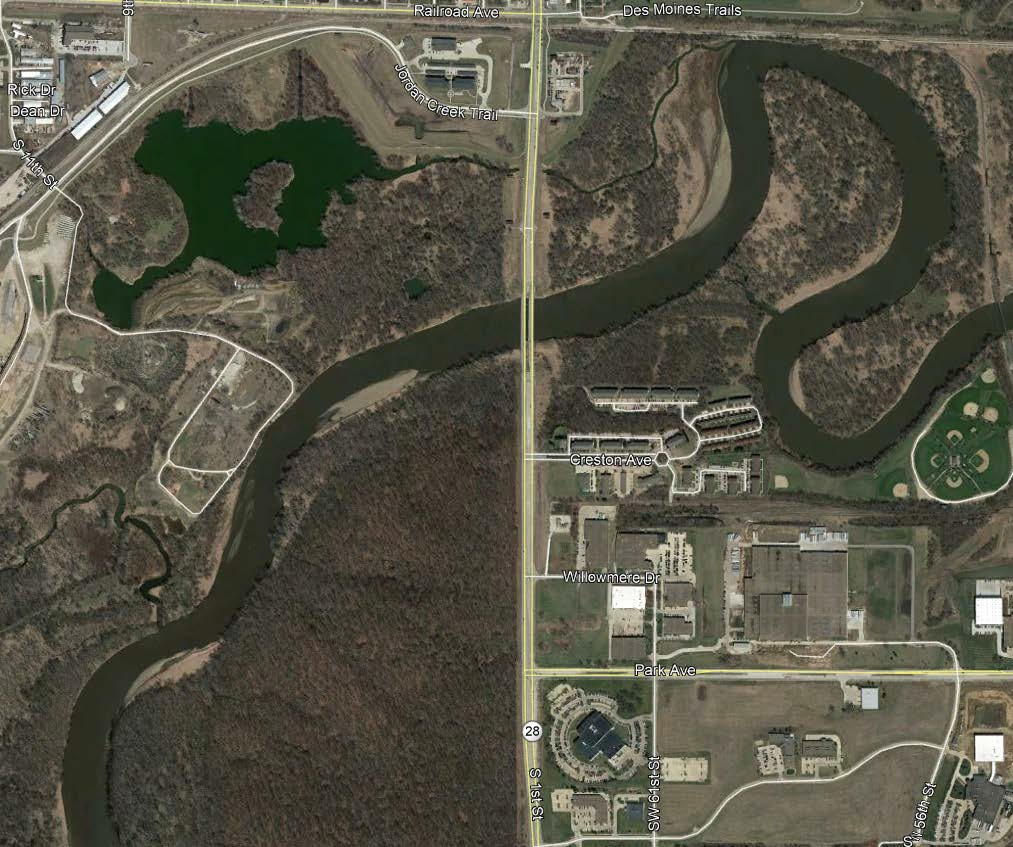 Railroad Ave
Des Moines Trails
9th
Rick Dr
Dean Dr
Jordan Creek Trail
S 11th St
Creston Ave
Willowmere Dr
Park Ave
28
S 1st St
SW 61st St
56th St